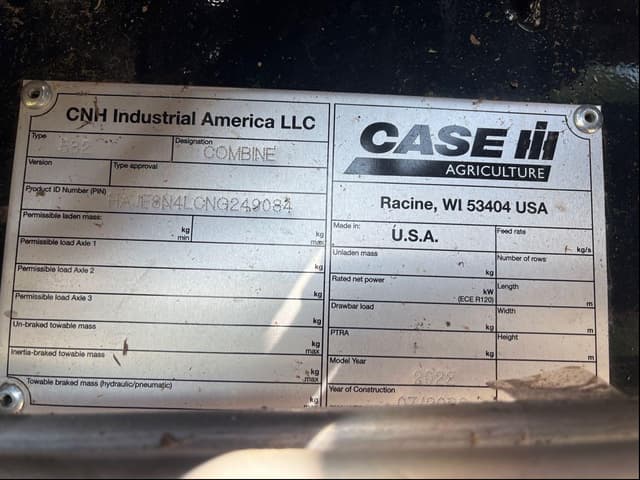 CNH Industrial America LLC
Type
Designation
COMBINE
Version
Type approval
Product ID Number (PIN)
Permissible laden mass:
kg
min
kg
max
Permissible load Axle 1
kg
Permissible load Axle 2
kg
Permissible load Axle 3
kg
Un-braked towable mass
kg
max
Inertia-braked towable mass
kg
max
Towable braked mass (hydraulic/pneumatic)
CASE IH
AGRICULTURE
Racine, WI 53404 USA
Made in:
U.S.A.
Feed rate
kg/s
Unladen mass
kg
Number of rows
Rated net power
kW
(ECE R120)
Length
m
Drawbar load
kg
Width
m
PTRA
kg
Height
m
Model Year
2022
Year of Construction